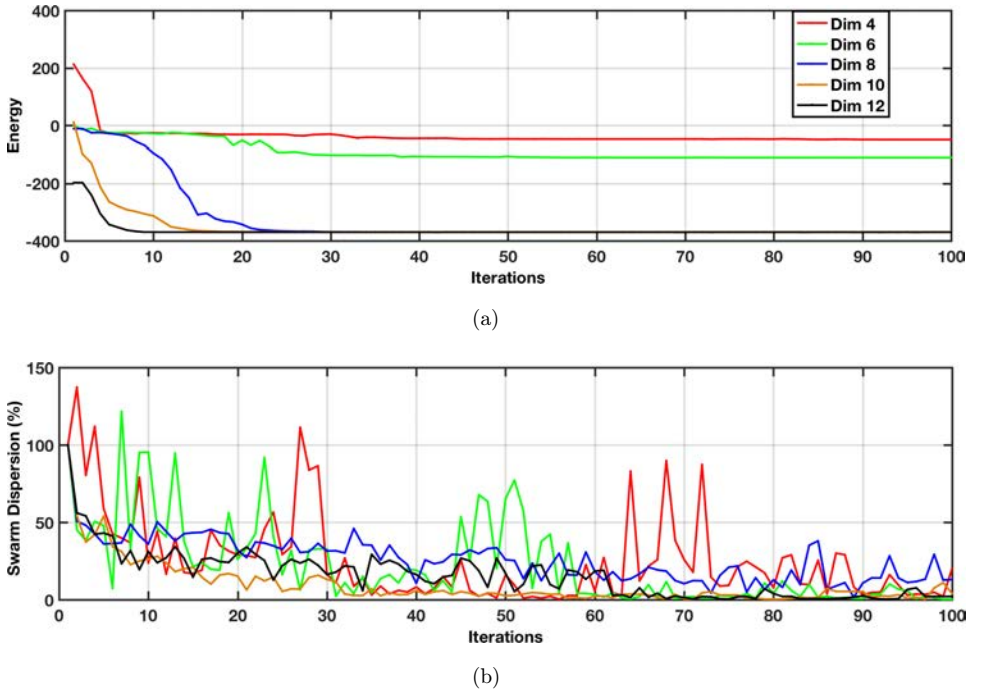 400
200
0
-200
-400
Energy
Dim 4
Dim 6
Dim 8
Dim 10
Dim 12
0 10 20 30 40 50 60 70 80 90 100
Iterations
(a)
150
100
50
0
Swarm Dispersion (%)
0 10 20 30 40 50 60 70 80 90 100
Iterations
(b)